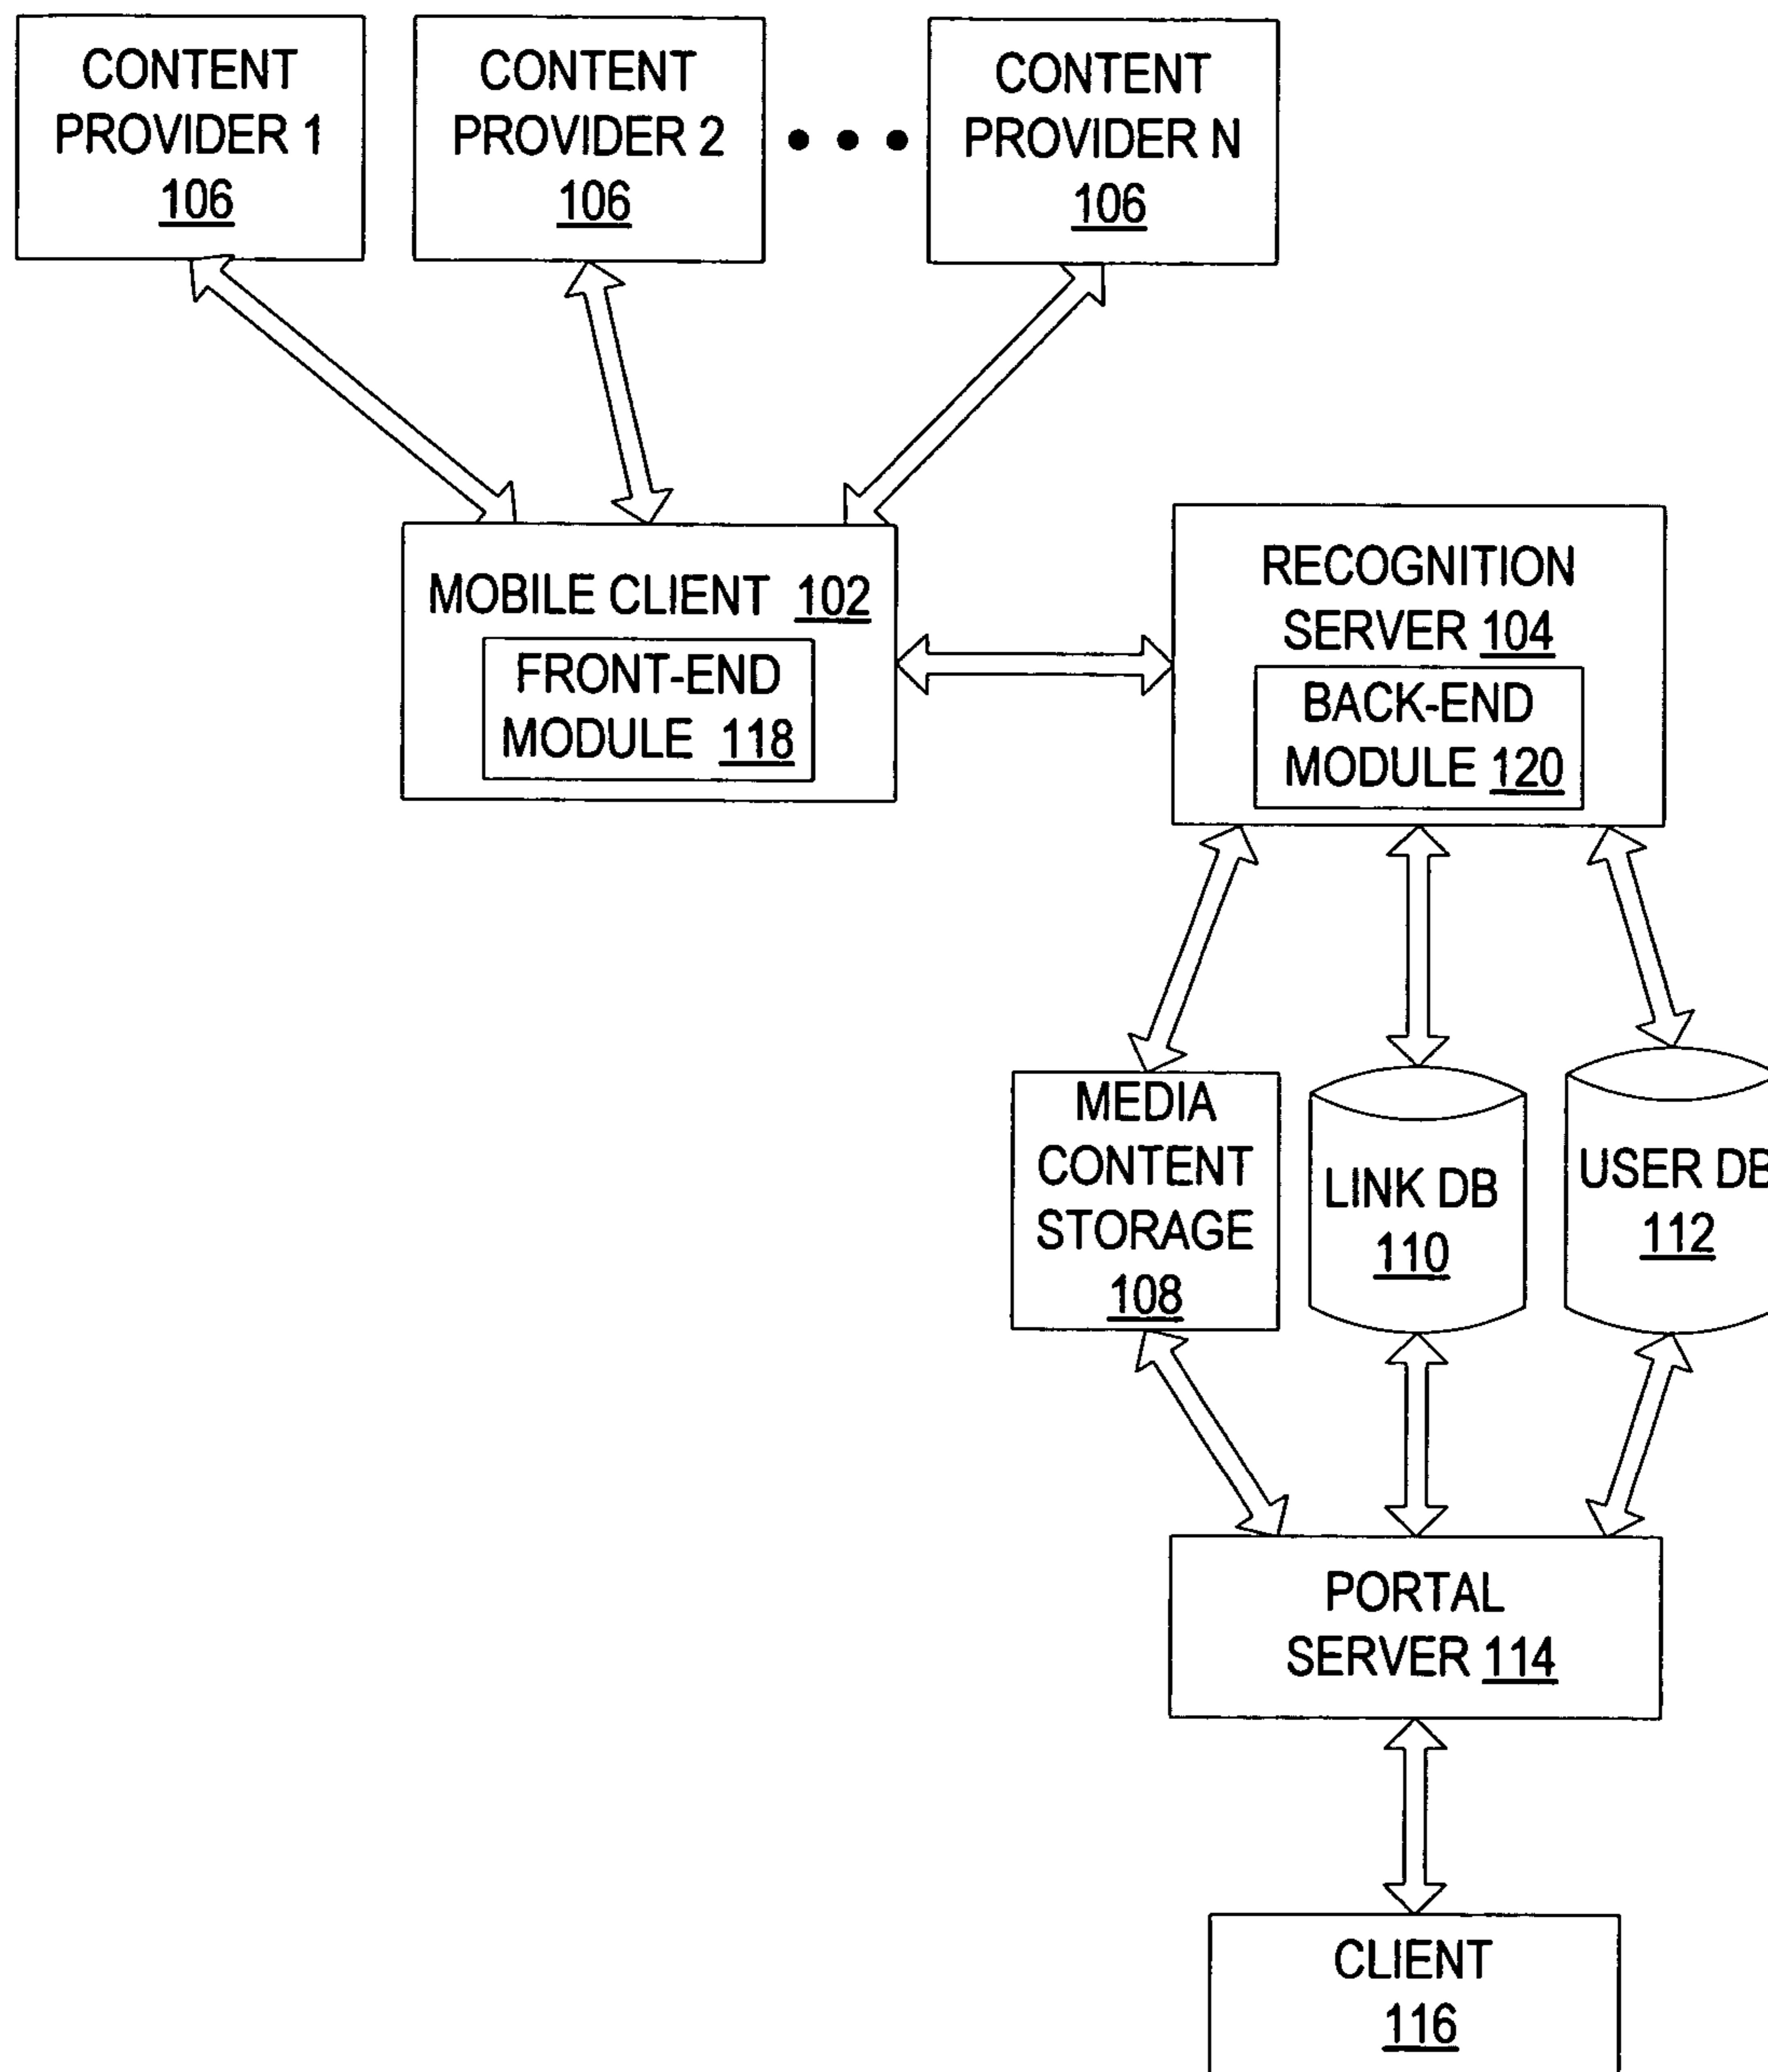 CONTENT
PROVIDER 1
106
CONTENT
PROVIDER 2
106
CONTENT
PROVIDER N
106
MOBILE CLIENT 102
FRONT-END
MODULE 118
RECOGNITION
SERVER 104
BACK-END
MODULE 120
MEDIA
CONTENT
STORAGE
108
LINK DB
110
USER DB
112
PORTAL
SERVER 114
CLIENT
116